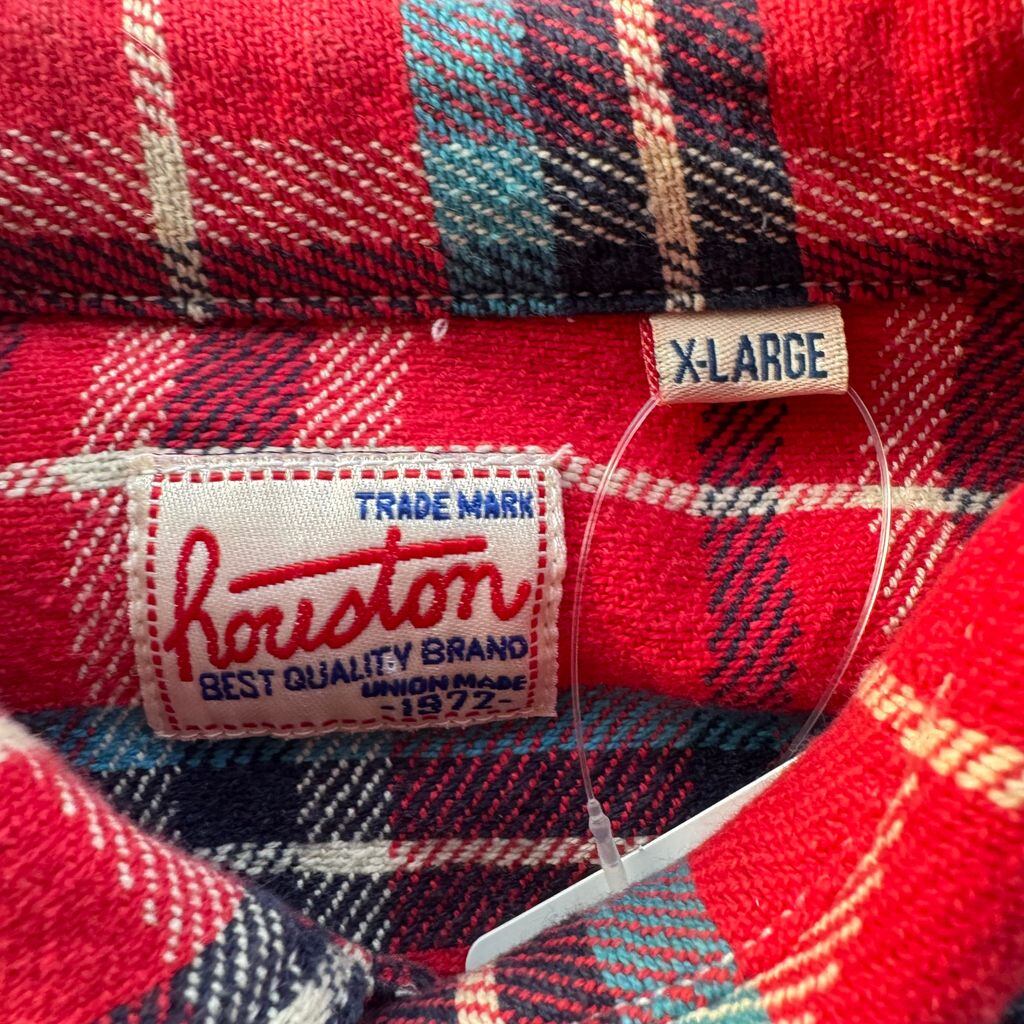 X-LARGE
TRADE MARK
houston
BEST QUALITY BRAND
UNION MADE
-1972-